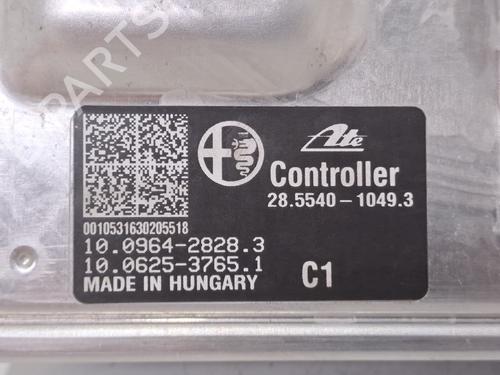 B-Parts
Ate
Controller
28.5540-1049.3
0010531630205518
10.0964-2828.3
10.0625-3765.1
C1
MADE IN HUNGARY